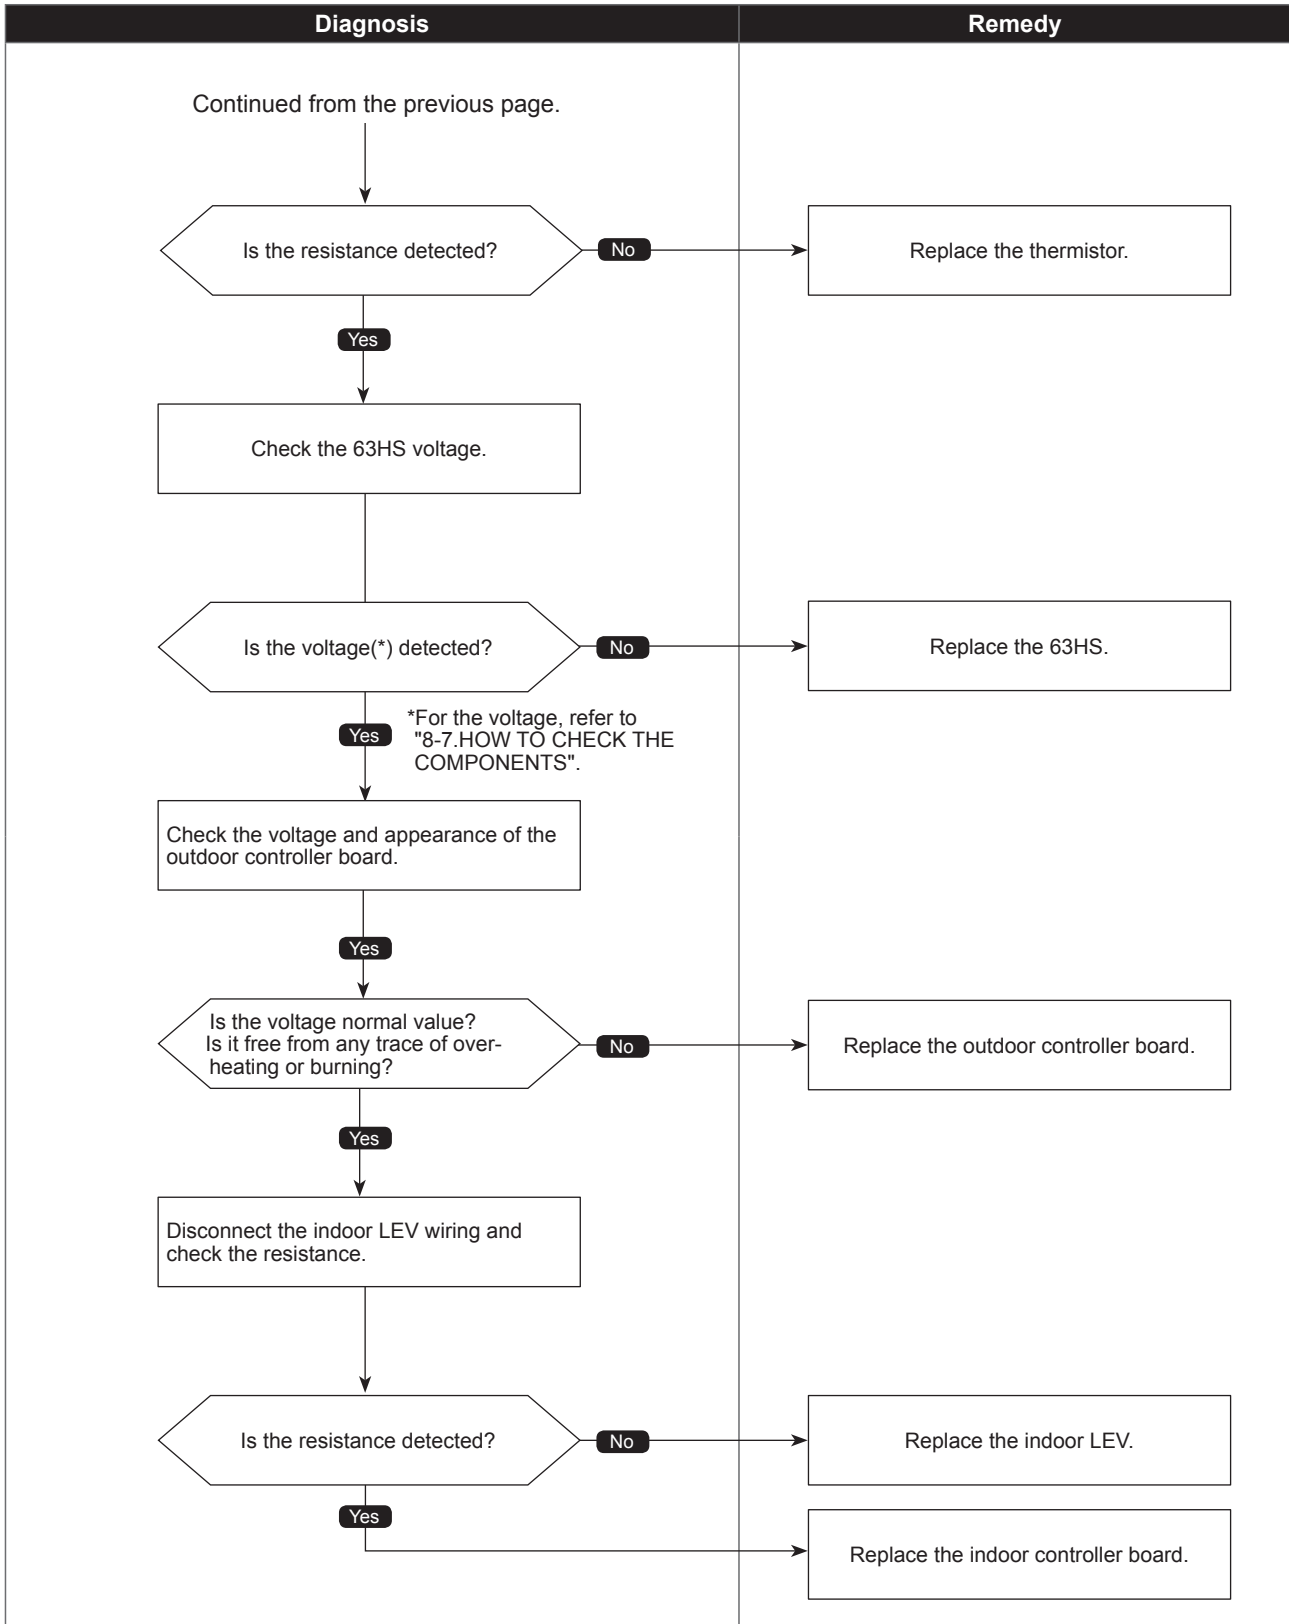 Diagnosis
Remedy
Continued from the previous page.
Is the resistance detected?
No
Replace the thermistor.
Yes
Check the 63HS voltage.
Is the voltage(*) detected?
No
Replace the 63HS.
Yes
*For the voltage, refer to
"8-7.HOW TO CHECK THE
COMPONENTS".
Check the voltage and appearance of the
outdoor controller board.
Yes
Is the voltage normal value?
Is it free from any trace of over-
heating or burning?
No
Replace the outdoor controller board.
Yes
Disconnect the indoor LEV wiring and
check the resistance.
Is the resistance detected?
No
Replace the indoor LEV.
Yes
Replace the indoor controller board.